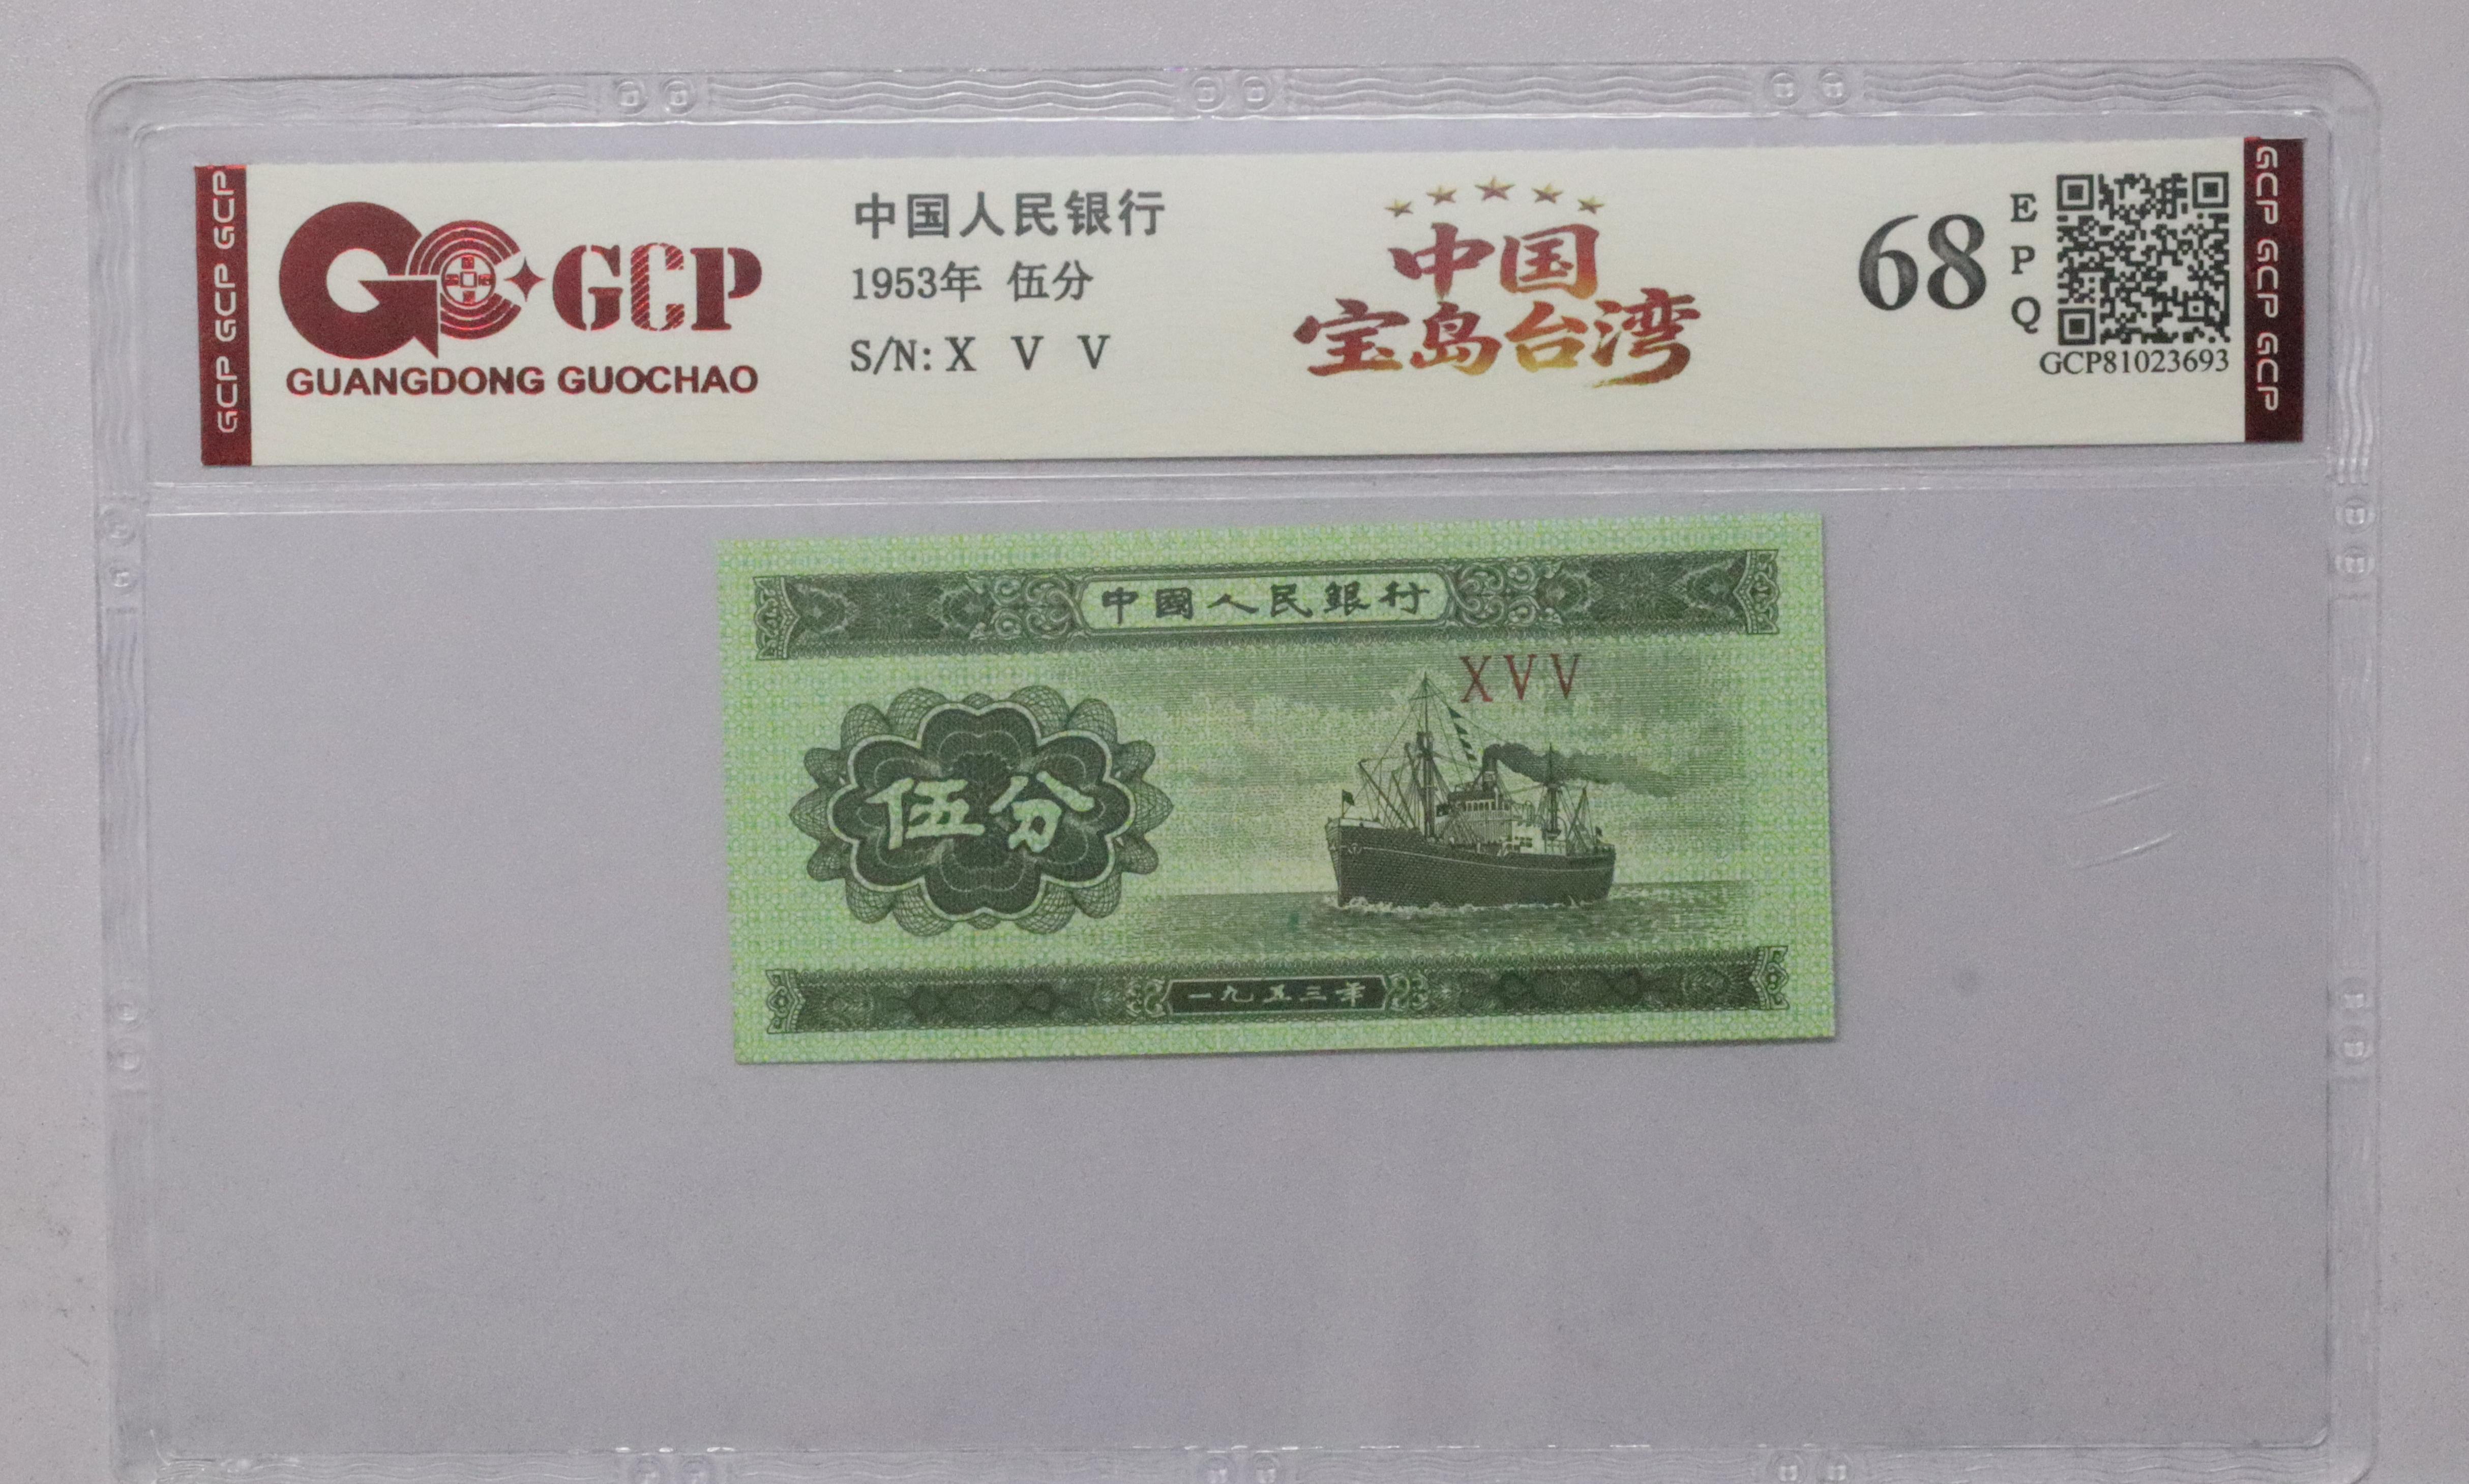 GCP GCP GCP
GCP
GUANGDONG GUOCHAO
中国人民银行
1953年 伍分
S/N: X V V
中国
宝岛台湾
68
E
P
Q
GCP81023693
GCP GCP GCP
中國人民銀行
XVV
伍分
一九五三年